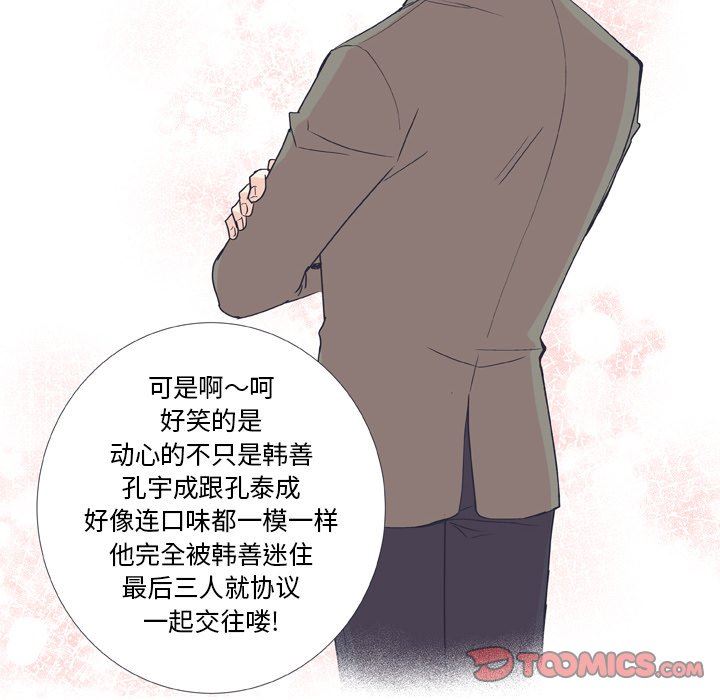 可是啊～呵
好笑的是
动心的不只是韩善
孔宇成跟孔泰成
好像连口味都一模一样
他完全被韩善迷住
最后三人就协议
一起交往喽!
TOOMICS.COM